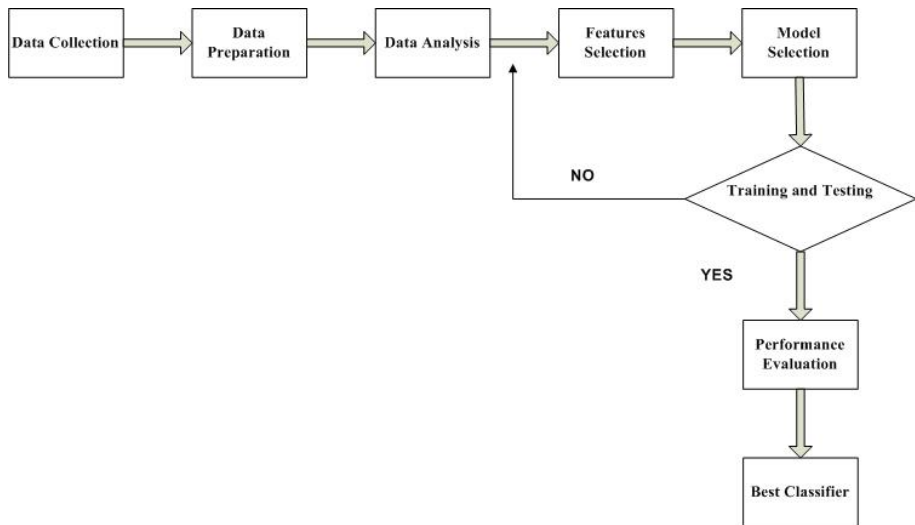 Data Collection
Data
Preparation
Data Analysis
Features
Selection
Model
Selection
Training and Testing
NO
YES
Performance
Evaluation
Best Classifier